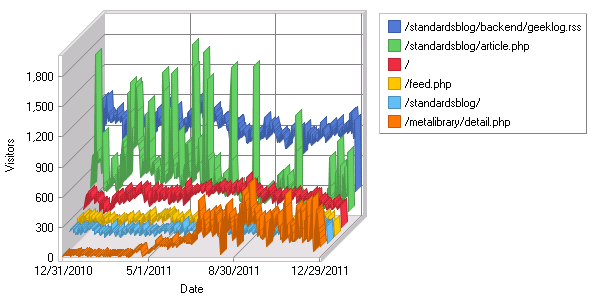 /standardsblog/backend/geeklog.rss
/standardsblog/article.php
/
/feed.php
/standardsblog/
/metalibrary/detail.php
1,800
1,500
1,200
900
600
300
0
Visitors
12/31/2010 5/1/2011 8/30/2011 12/29/2011
Date